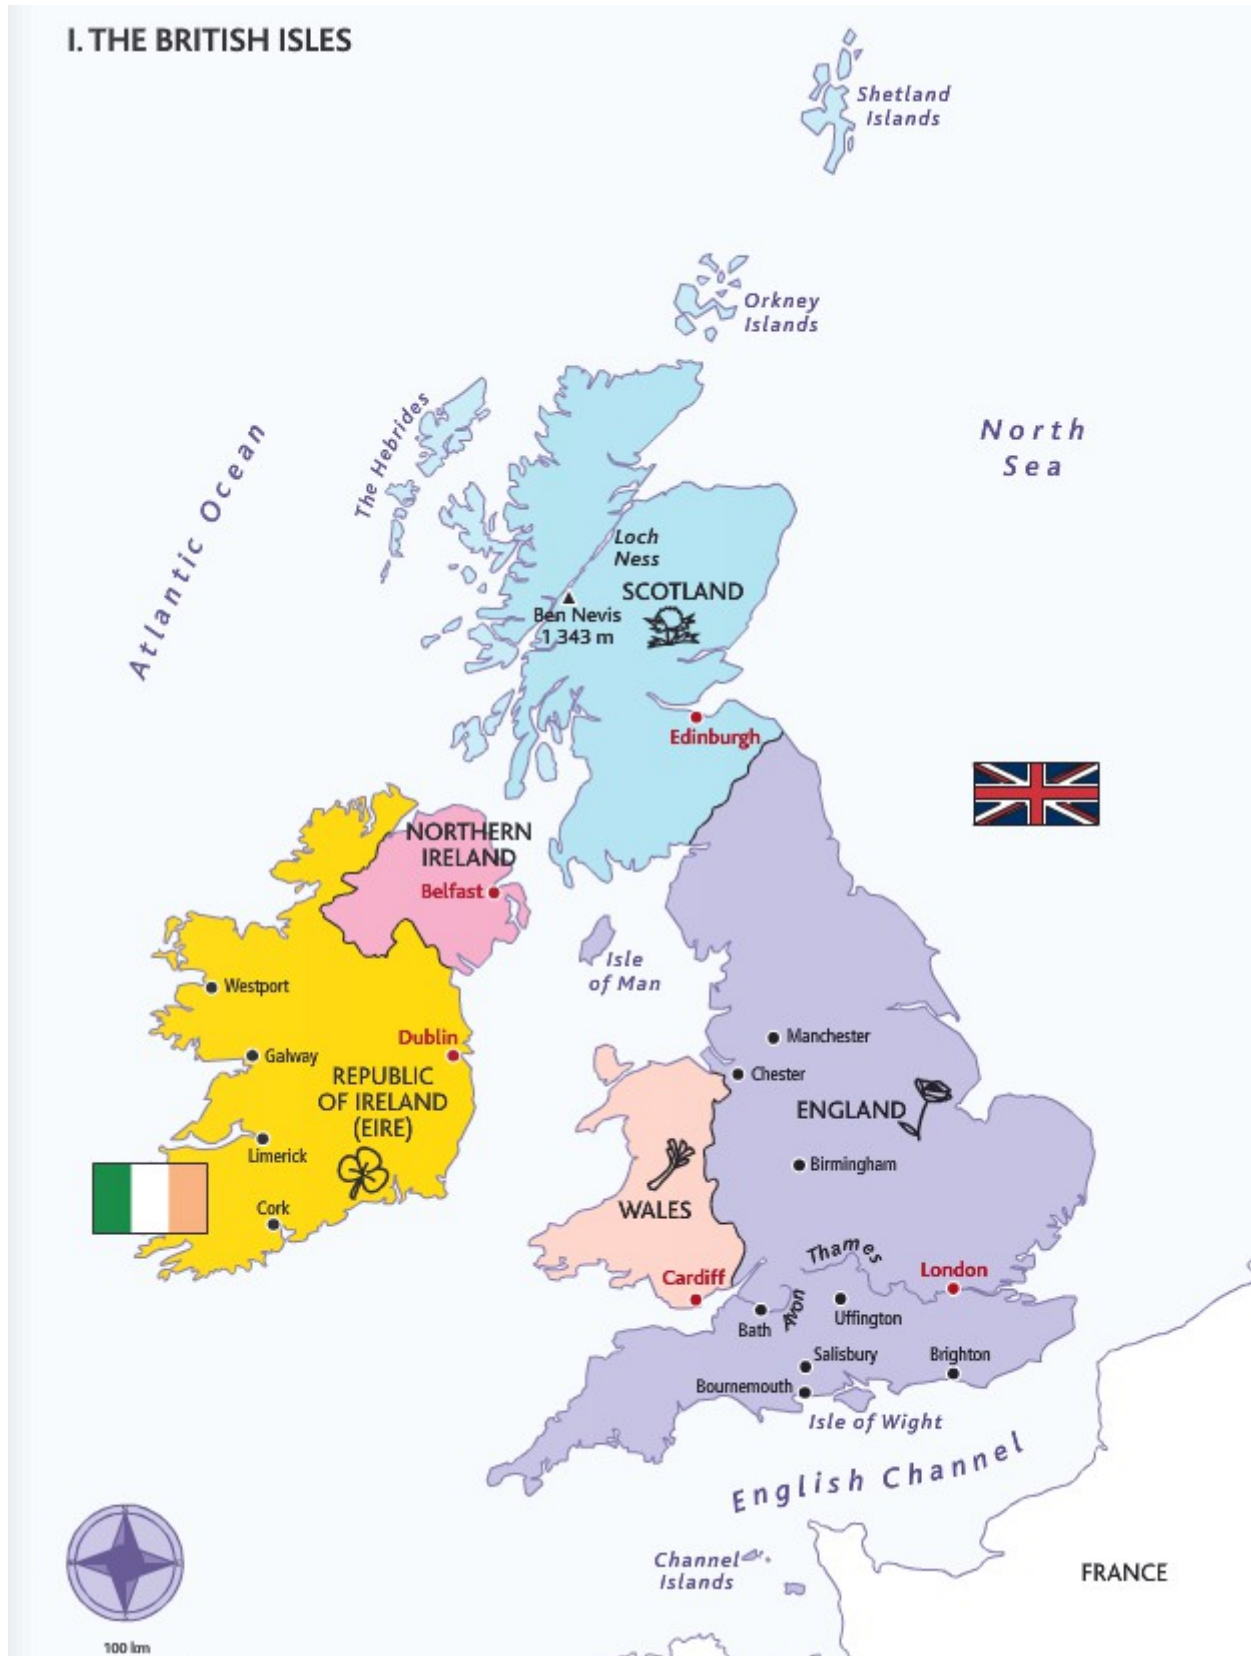 I. THE BRITISH ISLES
Shetland
Islands
Orkney
Islands
The Hebrides
Atlantic Ocean
North
Sea
Loch
Ness
SCOTLAND
Ben Nevis
1 343 m
Edinburgh
NORTHERN
IRELAND
Belfast
Isle
of Man
Westport
Dublin
Galway
REPUBLIC
OF IRELAND
(EIRE)
Limerick
Cork
Manchester
Chester
ENGLAND
Birmingham
WALES
Cardiff
Thames
London
Avon
Bath
Uffington
Salisbury
Brighton
Bournemouth
Isle of Wight
English Channel
Channel
Islands
FRANCE
100 km